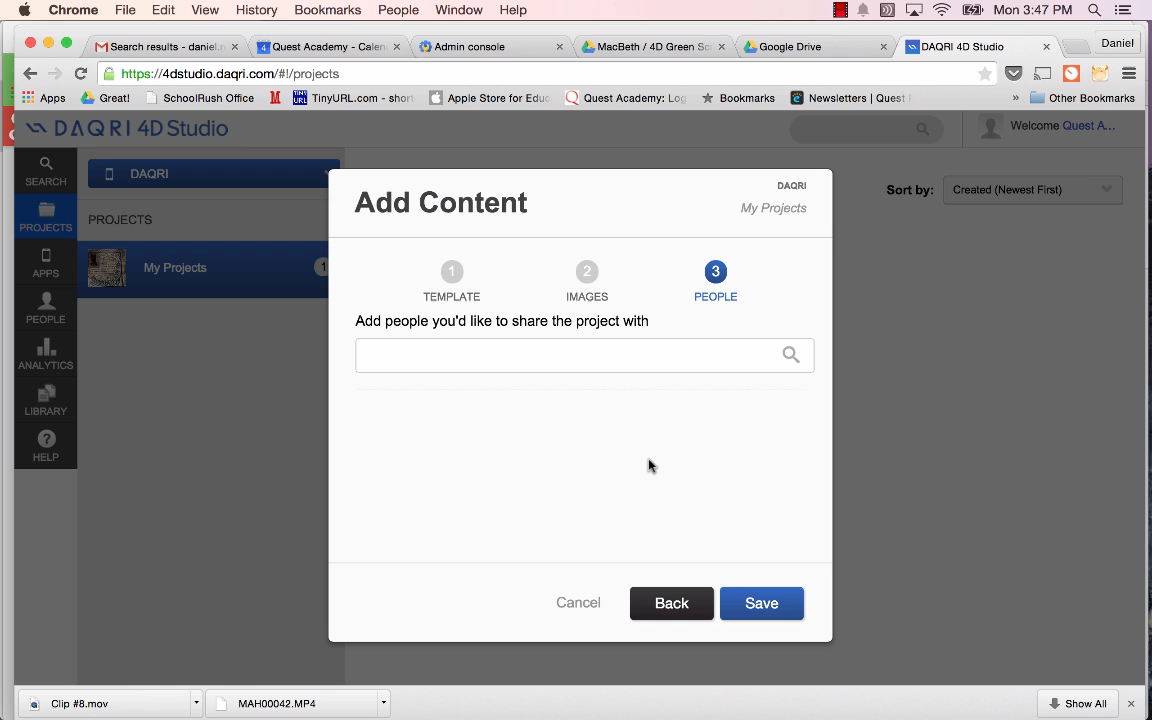 Chrome File Edit View History Bookmarks People Window Help Mon 3:47 PM
Search results - daniel.r Quest Academy - Calen Admin console MacBeth / 4D Green Sc Google Drive DAQRI 4D Studio Daniel
https://4dstudio.daqri.com/#!/projects
Apps Great! SchoolRush Office TinyURL.com - short Apple Store for Educ Quest Academy: Log Bookmarks Newsletters | Quest » Other Bookmarks
DAQRI 4D Studio Welcome Quest A...
SEARCH
PROJECTS
APPS
PEOPLE
ANALYTICS
LIBRARY
HELP
DAQRI
PROJECTS
My Projects 1
Sort by: Created (Newest First)
Add Content
DAQRI
My Projects
1 2 3
TEMPLATE IMAGES PEOPLE
Add people you'd like to share the project with
Cancel Back Save
Clip #8.mov MAH00042.MP4 Show All